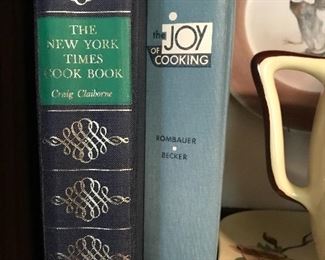 THE
NEW YORK
TIMES
COOK BOOK
Craig Claiborne
the JOY
OF COOKING
ROMBAUER
BECKER